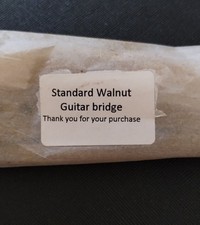 Standard Walnut
Guitar bridge
Thank you for your purchase